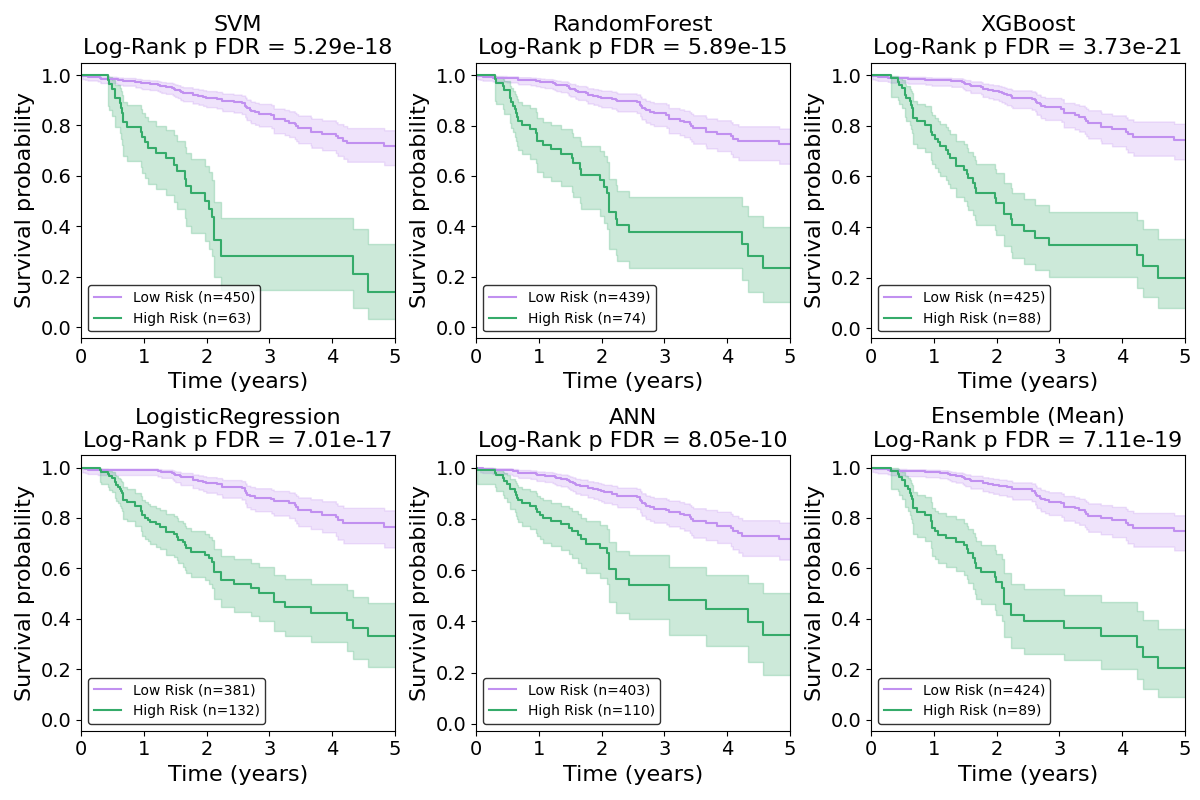 SVM
Log-Rank p FDR = 5.29e-18
Survival probability
1.0
0.8
0.6
0.4
0.2
0.0
Low Risk (n=450)
High Risk (n=63)
0 1 2 3 4 5
Time (years)
RandomForest
Log-Rank p FDR = 5.89e-15
Survival probability
1.0
0.8
0.6
0.4
0.2
0.0
Low Risk (n=439)
High Risk (n=74)
0 1 2 3 4 5
Time (years)
XGBoost
Log-Rank p FDR = 3.73e-21
Survival probability
1.0
0.8
0.6
0.4
0.2
0.0
Low Risk (n=425)
High Risk (n=88)
0 1 2 3 4 5
Time (years)
LogisticRegression
Log-Rank p FDR = 7.01e-17
Survival probability
1.0
0.8
0.6
0.4
0.2
0.0
Low Risk (n=381)
High Risk (n=132)
0 1 2 3 4 5
Time (years)
ANN
Log-Rank p FDR = 8.05e-10
Survival probability
1.0
0.8
0.6
0.4
0.2
0.0
Low Risk (n=403)
High Risk (n=110)
0 1 2 3 4 5
Time (years)
Ensemble (Mean)
Log-Rank p FDR = 7.11e-19
Survival probability
1.0
0.8
0.6
0.4
0.2
0.0
Low Risk (n=424)
High Risk (n=89)
0 1 2 3 4 5
Time (years)